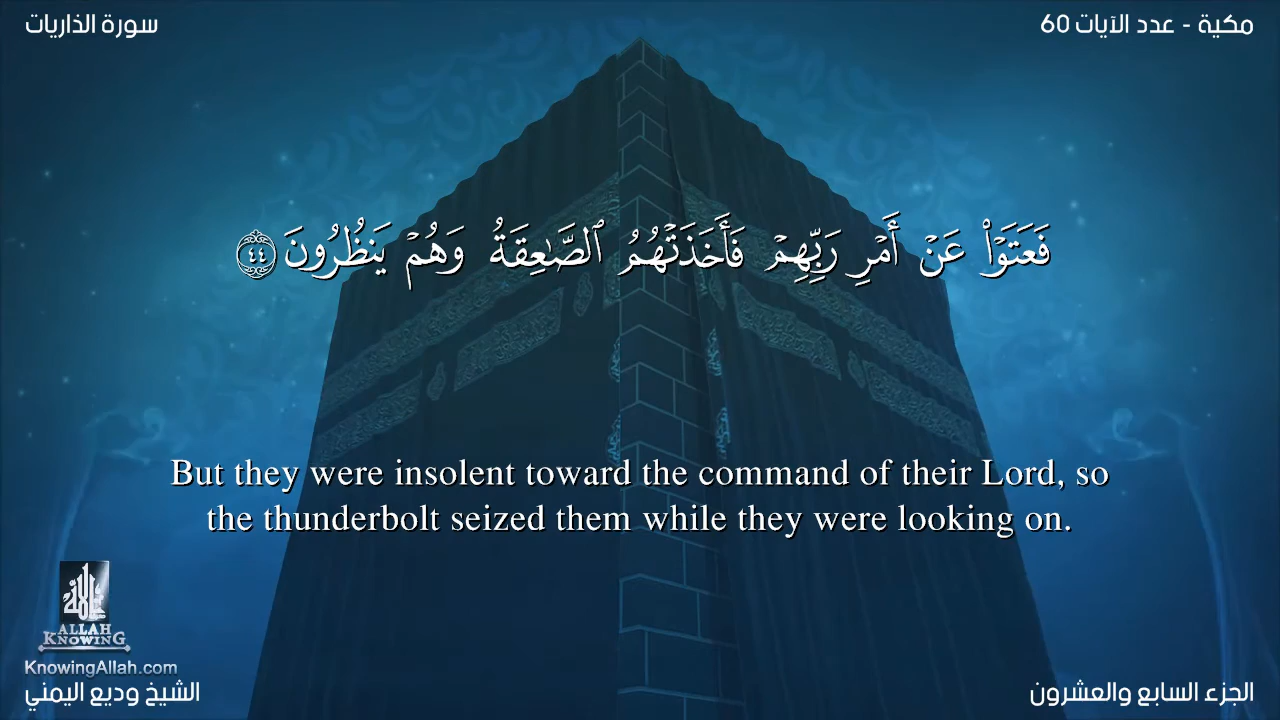 سورة الذاريات
مكية - عدد الآيات 60
فَعَتَوْا۟ عَنْ أَمْرِ رَبِّهِمْ فَأَخَذَتْهُمُ ٱلصَّـٰعِقَةُ وَهُمْ يَنظُرُونَ ٤٤
But they were insolent toward the command of their Lord, so
the thunderbolt seized them while they were looking on.
الله
ALLAH
KNOWING
KnowingAllah.com
الشيخ وديع اليمني
الجزء السابع والعشرون